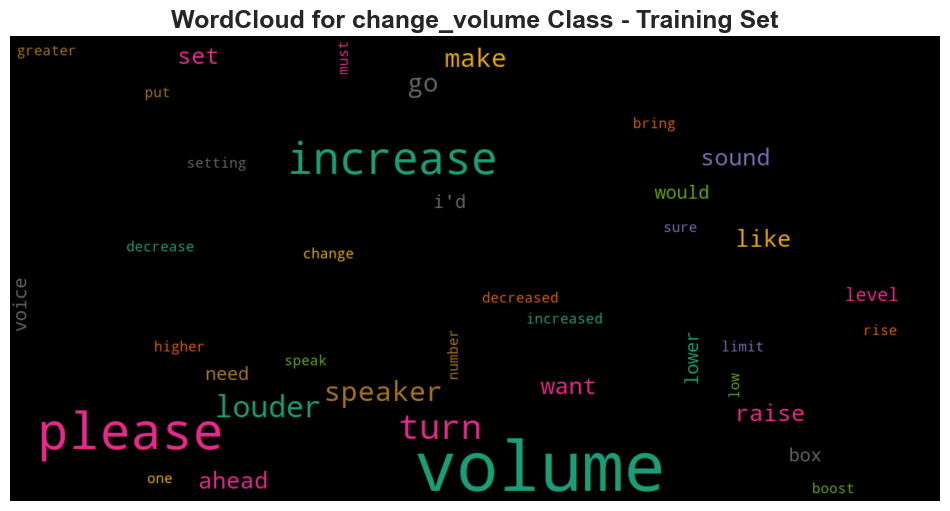 WordCloud for change_volume Class - Training Set
greater
set
must
make
go
put
bring
increase
setting
sound
would
i'd
sure
like
decrease
change
voice
decreased
level
increased
rise
higher
number
lower
limit
speak
need
low
speaker
want
louder
raise
please
turn
volume
box
one
ahead
boost